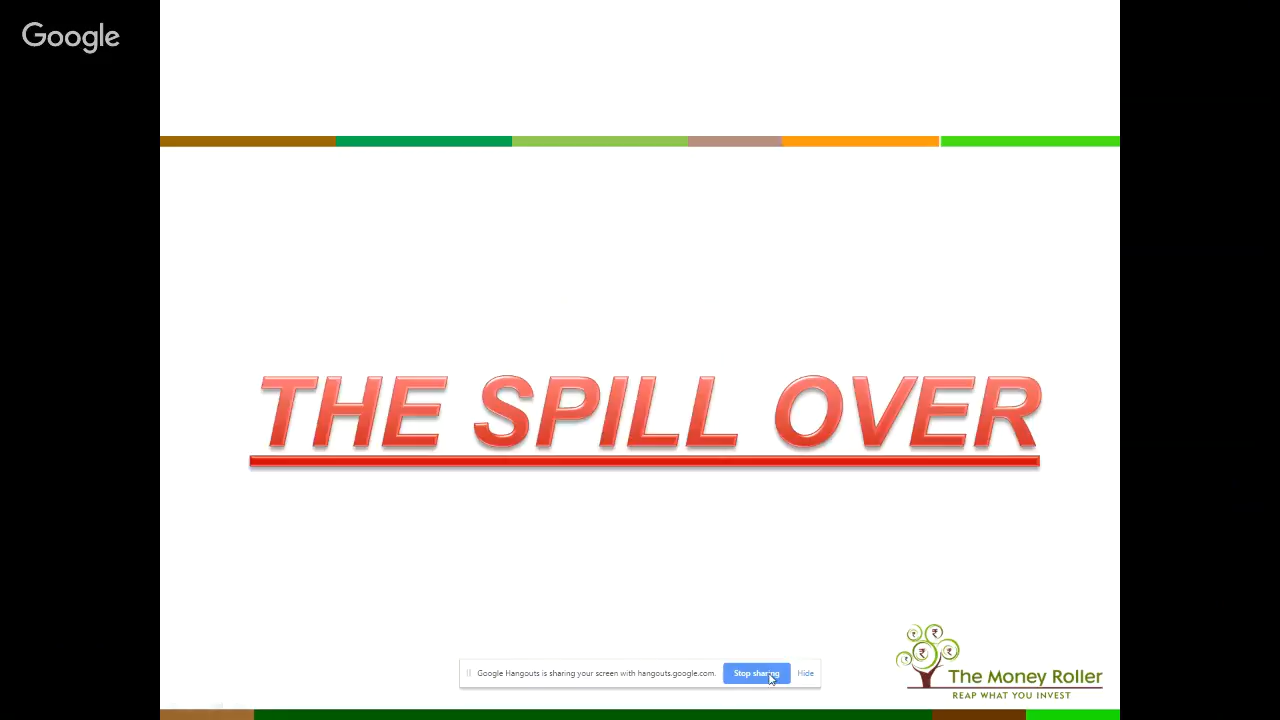 Google
THE SPILL OVER
Google Hangouts is sharing your screen with hangouts.google.com.
Stop sharing
Hide
₹
₹
₹
₹
₹
The Money Roller
REAP WHAT YOU INVEST